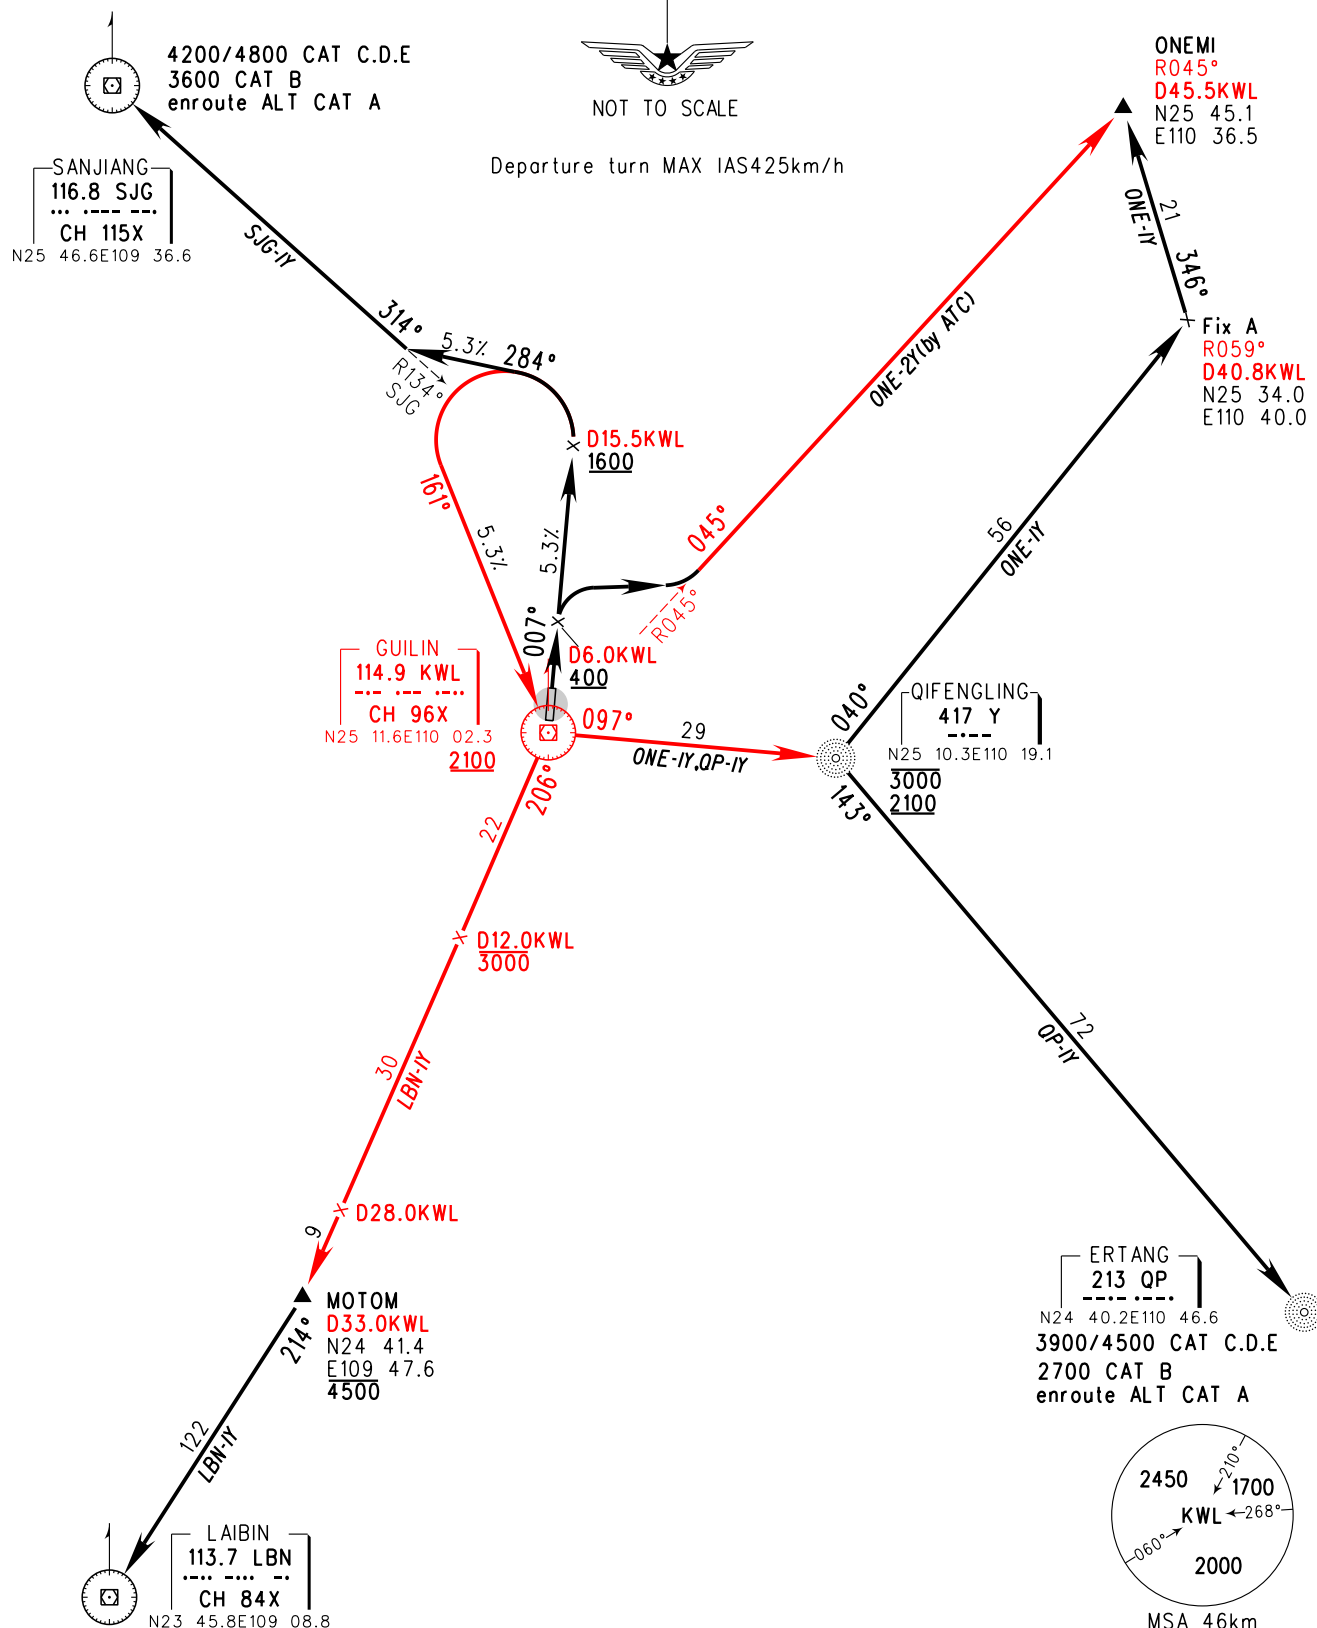 4200/4800 CAT C.D.E
3600 CAT B
enroute ALT CAT A
NOT TO SCALE
Departure turn MAX IAS425km/h
ONEMI
R045°
D45.5KWL
N25 45.1
E110 36.5
SANJIANG
116.8 SJG
CH 115X
N25 46.6E109 36.6
SJG-1Y
314°
5.3%
284°
R134°
SJG
D15.5KWL
1600
161°
5.3%
5.3%
007°
D6.0KWL
400
045°
R045°
ONE-2Y(by ATC)
ONE-1Y
21
346°
Fix A
R059°
D40.8KWL
N25 34.0
E110 40.0
56
ONE-1Y
GUILIN
114.9 KWL
CH 96X
N25 11.6E110 02.3
2100
097°
29
ONE-1Y,QP-1Y
040°
QIFENGLING
417 Y
N25 10.3E110 19.1
3000
2100
143°
206°
22
D12.0KWL
3000
30
LBN-1Y
72
QP-1Y
D28.0KWL
9
MOTOM
D33.0KWL
N24 41.4
E109 47.6
4500
214°
122
LBN-1Y
ERTANG
213 QP
N24 40.2E110 46.6
3900/4500 CAT C.D.E
2700 CAT B
enroute ALT CAT A
LAIBIN
113.7 LBN
CH 84X
N23 45.8E109 08.8
2450
210°
1700
KWL
268°
060°
2000
MSA 46km